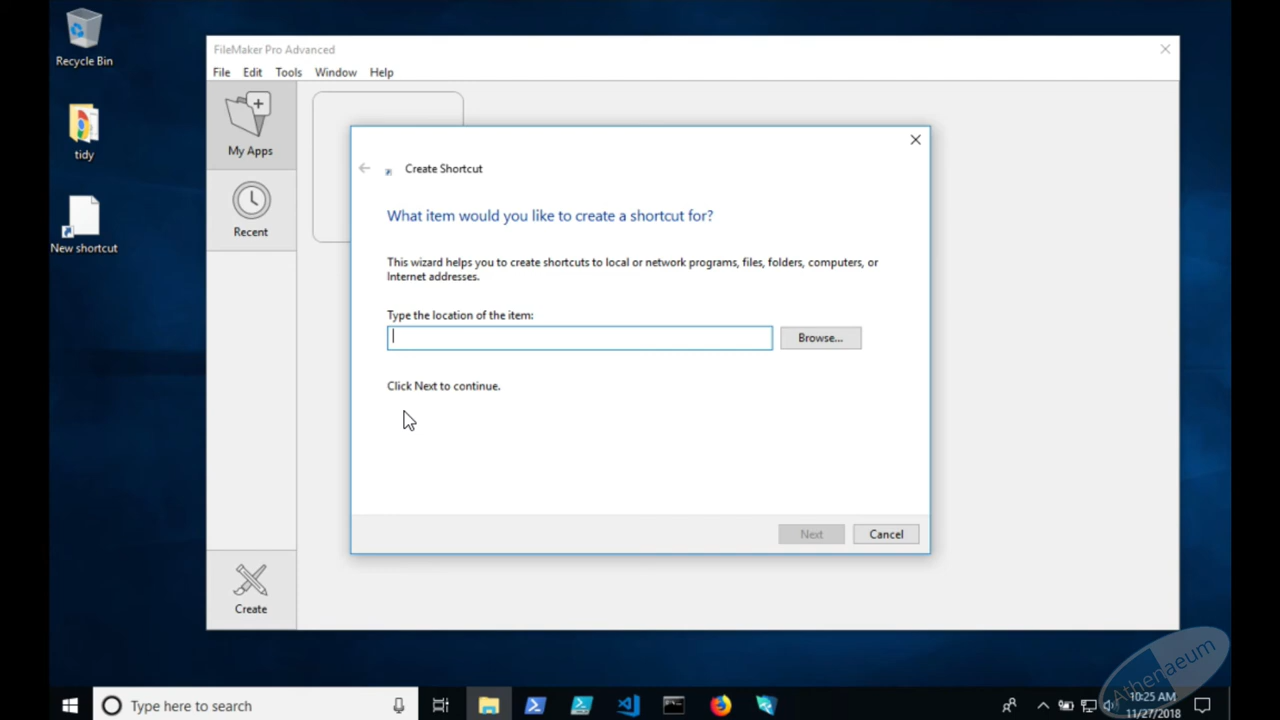 Recycle Bin
tidy
New shortcut
FileMaker Pro Advanced
File Edit Tools Window Help
My Apps
Recent
Create
Create Shortcut
What item would you like to create a shortcut for?
This wizard helps you to create shortcuts to local or network programs, files, folders, computers, or
Internet addresses.
Type the location of the item:
Browse...
Click Next to continue.
Next Cancel
Athenaeum
Type here to search
10:25 AM
11/27/2018